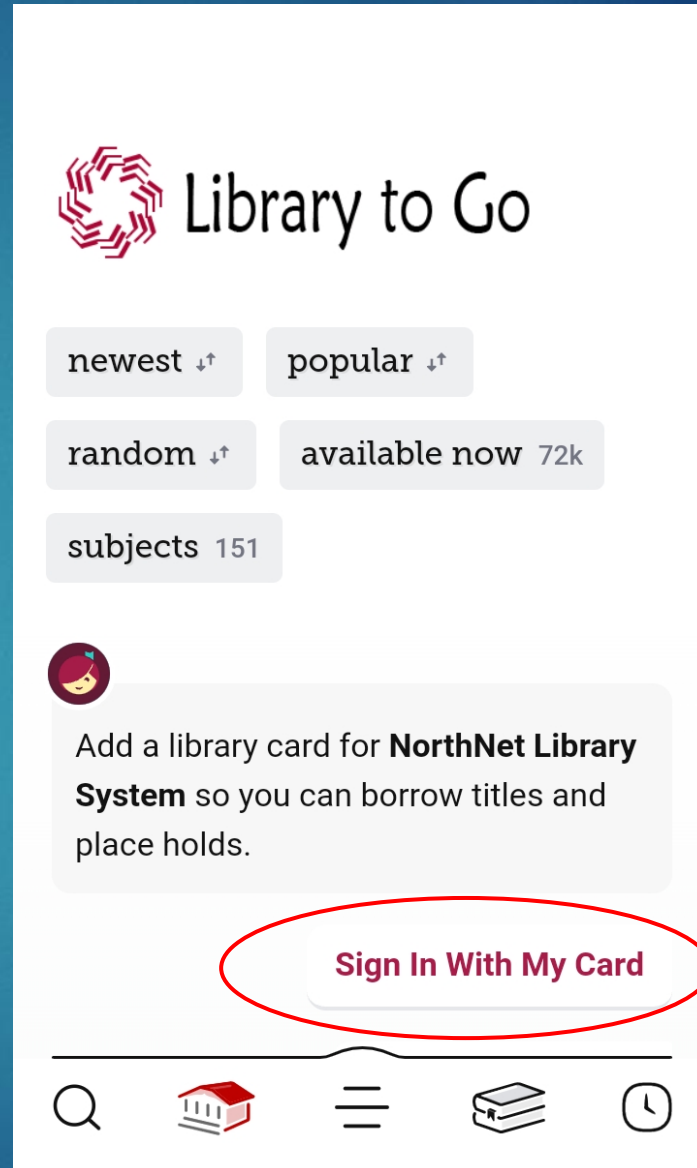 Library to Go
newest popular
random available now 72k
subjects 151
Add a library card for NorthNet Library
System so you can borrow titles and
place holds.
Sign In With My Card